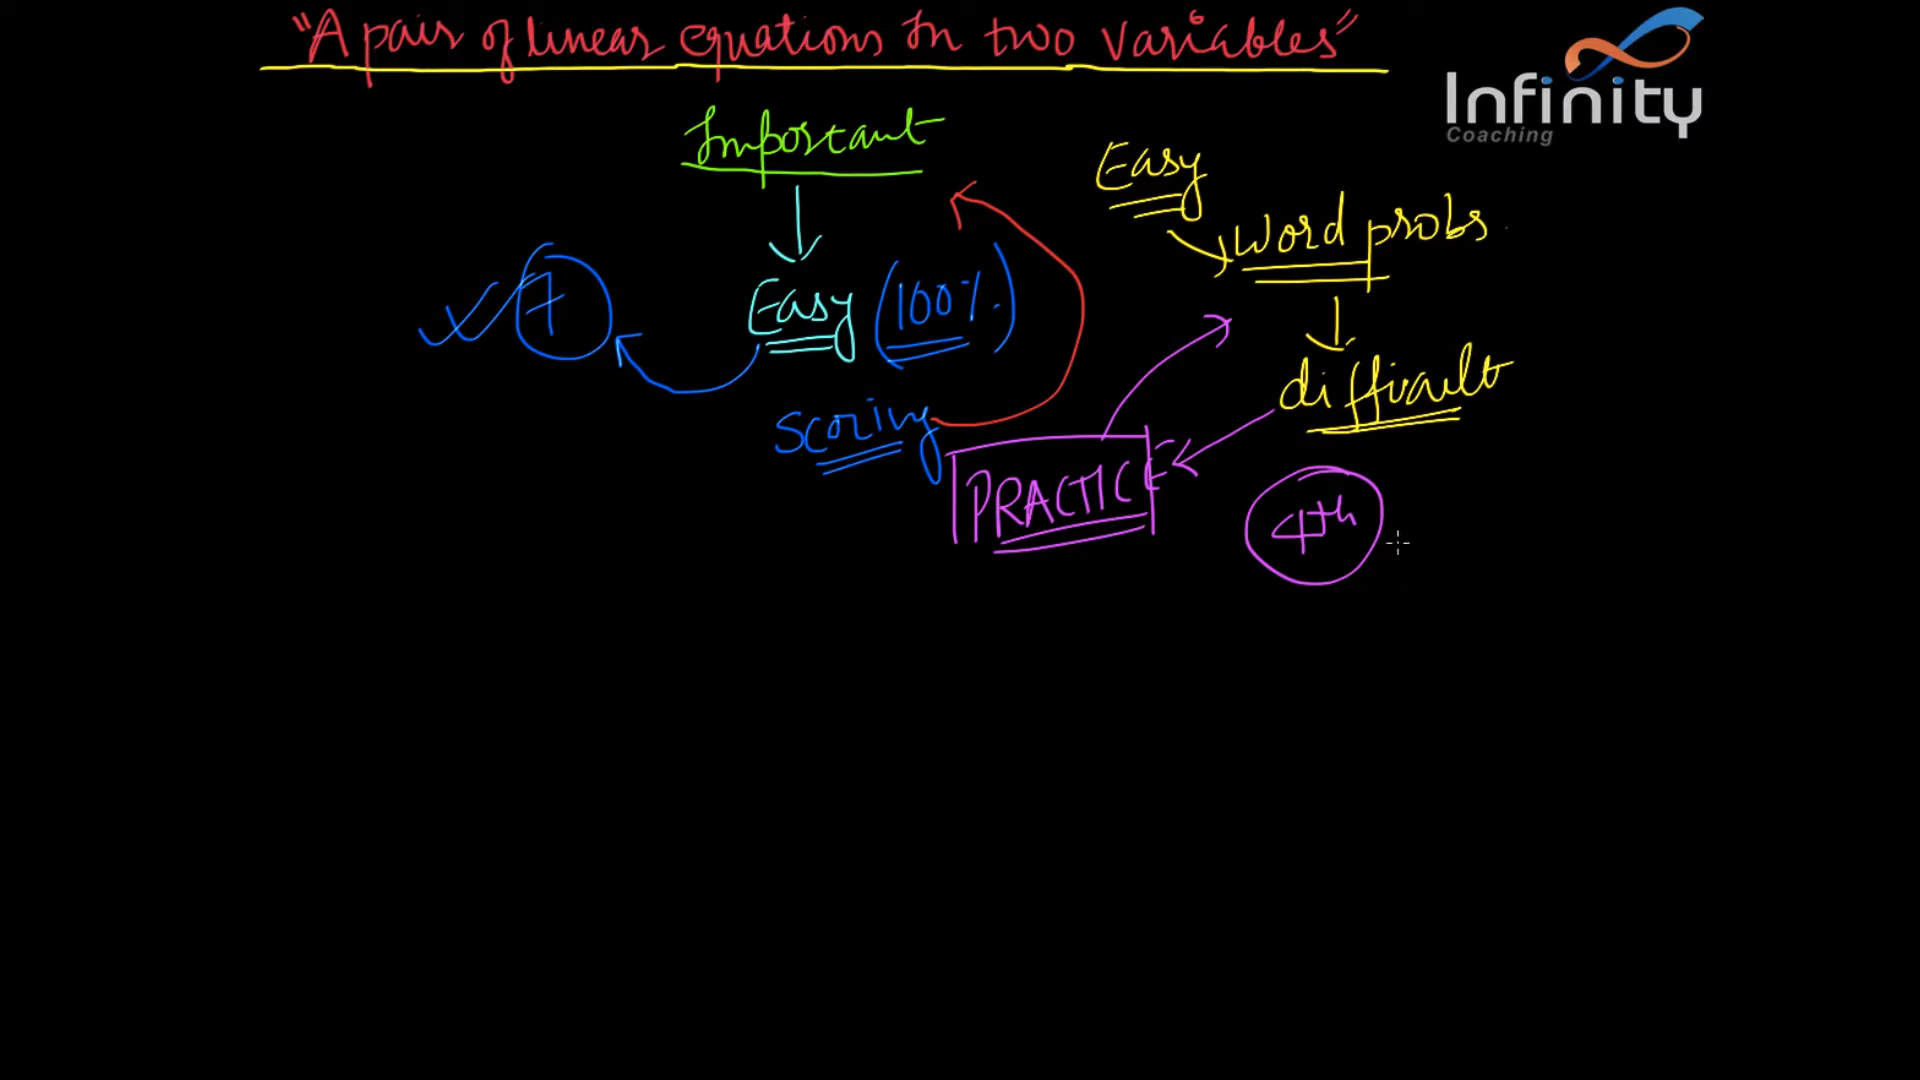 "A pair of linear equations In two variables"
Infinity
Coaching
Important
Easy
word probs.
7
Easy (100%)
difficult
scoring
PRACTICE
4th